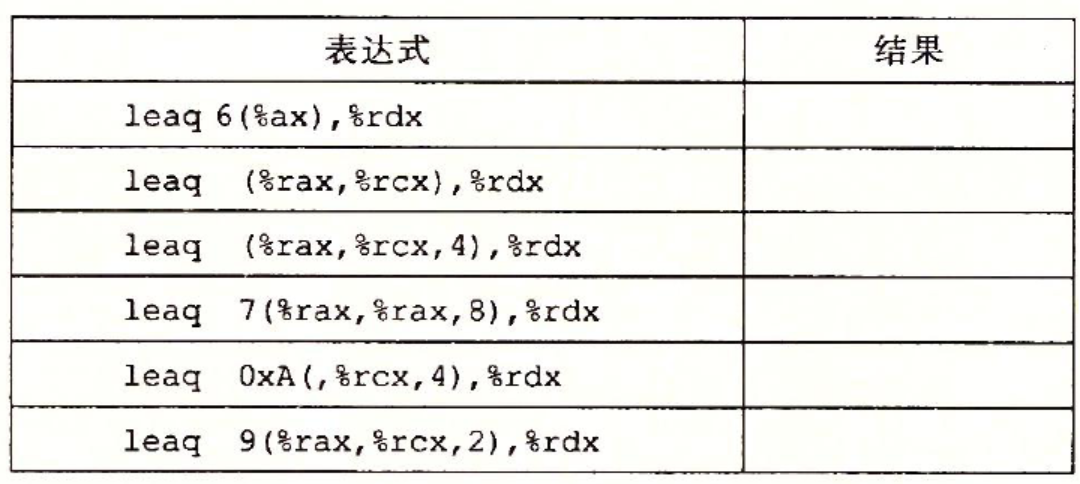 表达式 结果
leaq 6(%ax),%rdx
leaq (%rax,%rcx),%rdx
leaq (%rax,%rcx,4),%rdx
leaq 7(%rax,%rax,8),%rdx
leaq 0xA(,%rcx,4),%rdx
leaq 9(%rax,%rcx,2),%rdx